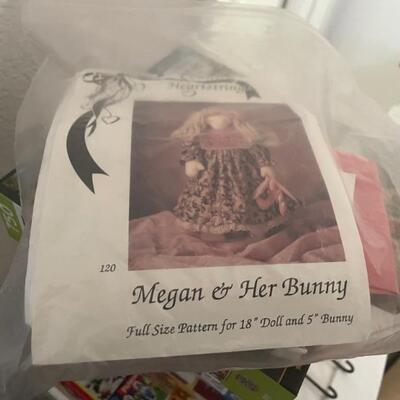 Heartstrings
120
Megan & Her Bunny
Full Size Pattern for 18" Doll and 5" Bunny